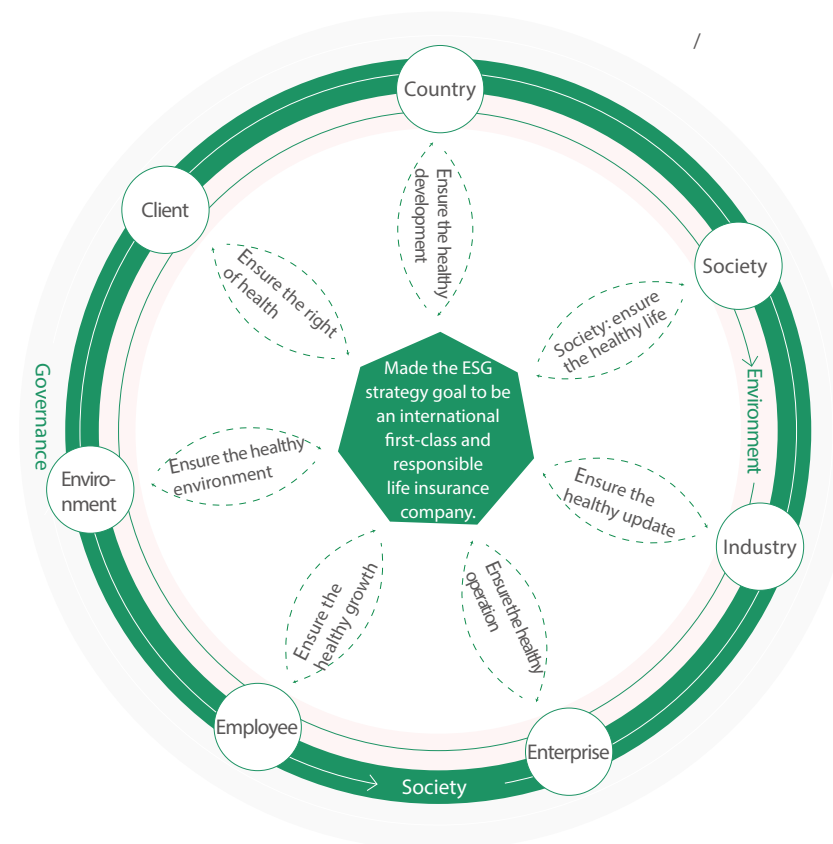 /
Country
Ensure the healthy
development
Client
Ensure the right
of health
Society
Society: ensure
the healthy life
Governance
Made the ESG
strategy goal to be
an international
first-class and
responsible
life insurance
company.
Environment
Enviro-
nment
Ensure the healthy
environment
Ensure the
healthy update
Industry
Ensure the
healthy growth
Ensure the healthy
operation
Employee
Enterprise
Society